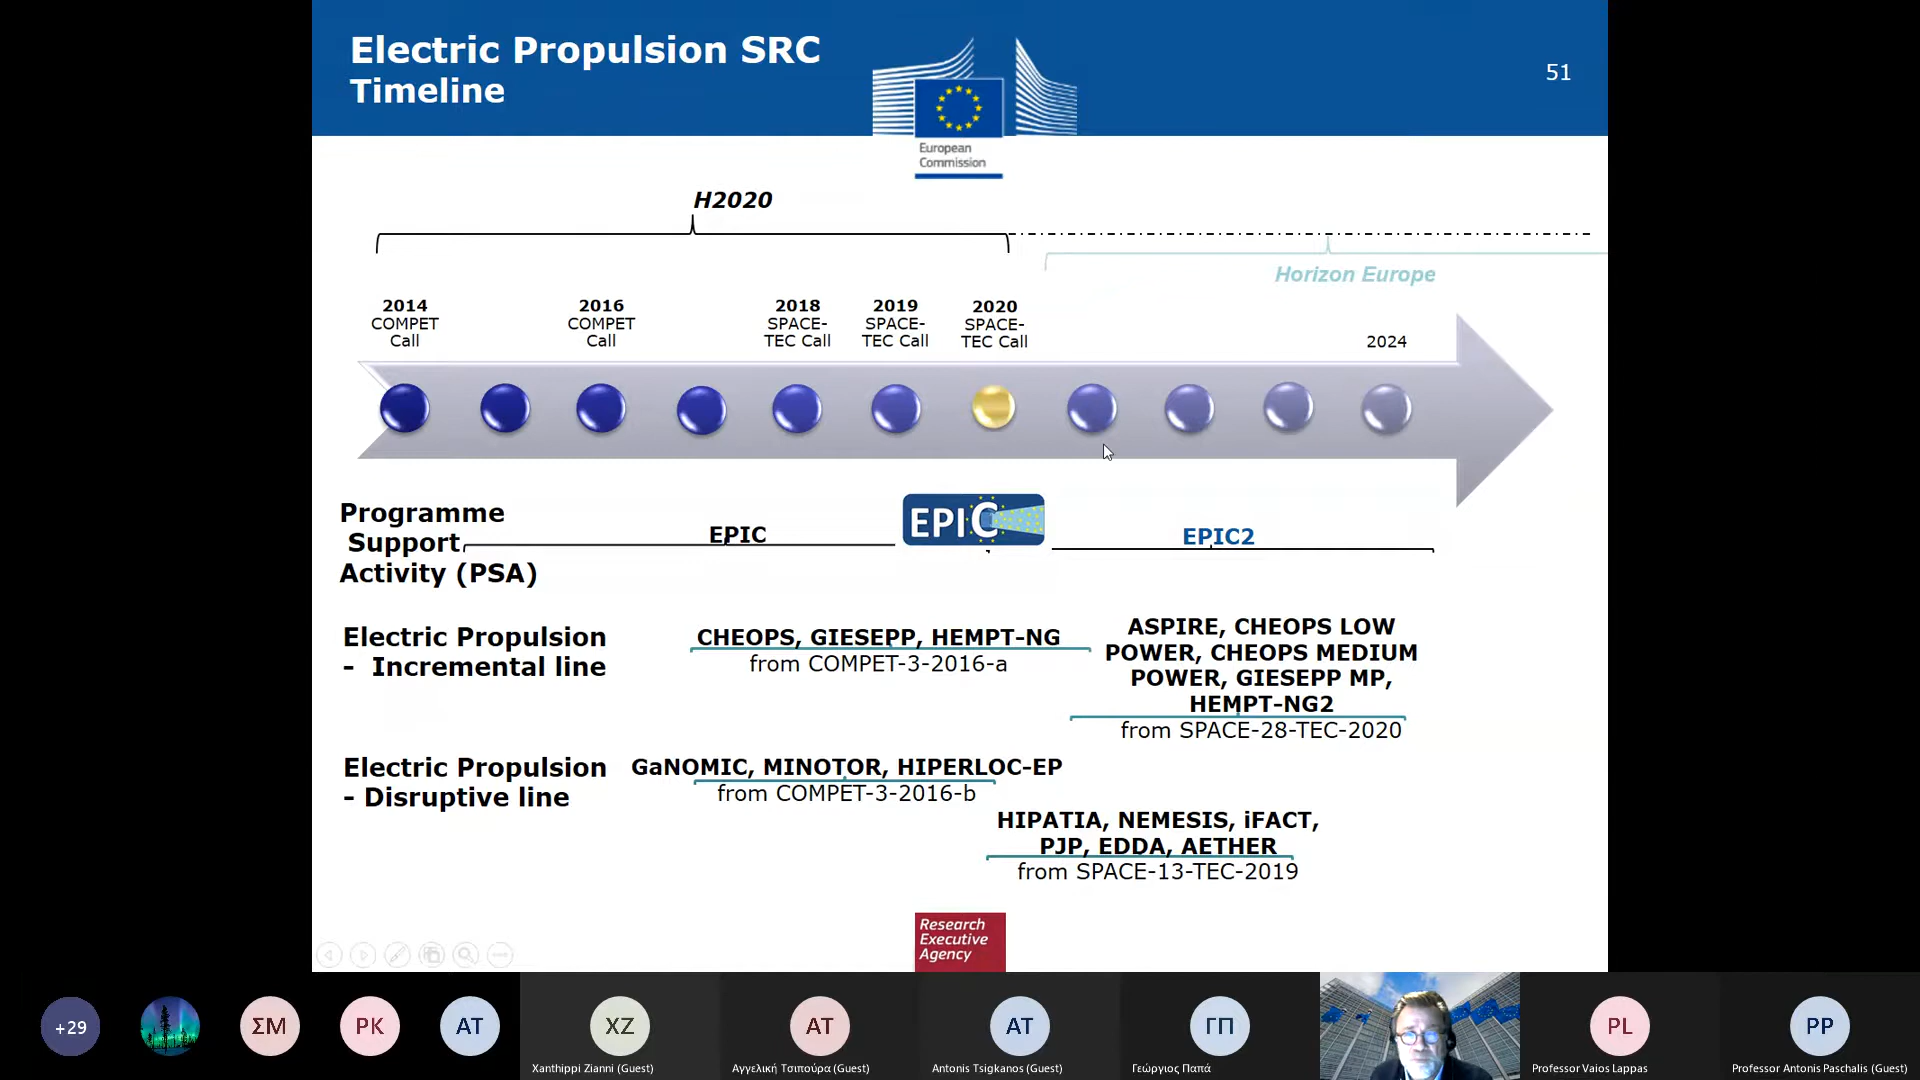 Electric Propulsion SRC
Timeline
51
European
Commission
H2020
Horizon Europe
2014
COMPET
Call
2016
COMPET
Call
2018
SPACE-
TEC Call
2019
SPACE-
TEC Call
2020
SPACE-
TEC Call
2024
Programme
Support
Activity (PSA)
EPIC
EPIC
EPIC2
Electric Propulsion
- Incremental line
CHEOPS, GIESEPP, HEMPT-NG
from COMPET-3-2016-a
ASPIRE, CHEOPS LOW
POWER, CHEOPS MEDIUM
POWER, GIESEPP MP,
HEMPT-NG2
from SPACE-28-TEC-2020
Electric Propulsion
- Disruptive line
GaNOMIC, MINOTOR, HIPERLOC-EP
from COMPET-3-2016-b
HIPATIA, NEMESIS, iFACT,
PJP, EDDA, AETHER
from SPACE-13-TEC-2019
Research
Executive
Agency
+29
ΣΜ
PK
AT
XZ
AT
AT
ΓΠ
PL
PP
Xanthippi Zianni (Guest)
Αγγελική Τσιπούρα (Guest)
Antonis Tsigkanos (Guest)
Γεώργιος Παπά
Professor Vaios Lappas
Professor Antonis Paschalis (Guest)